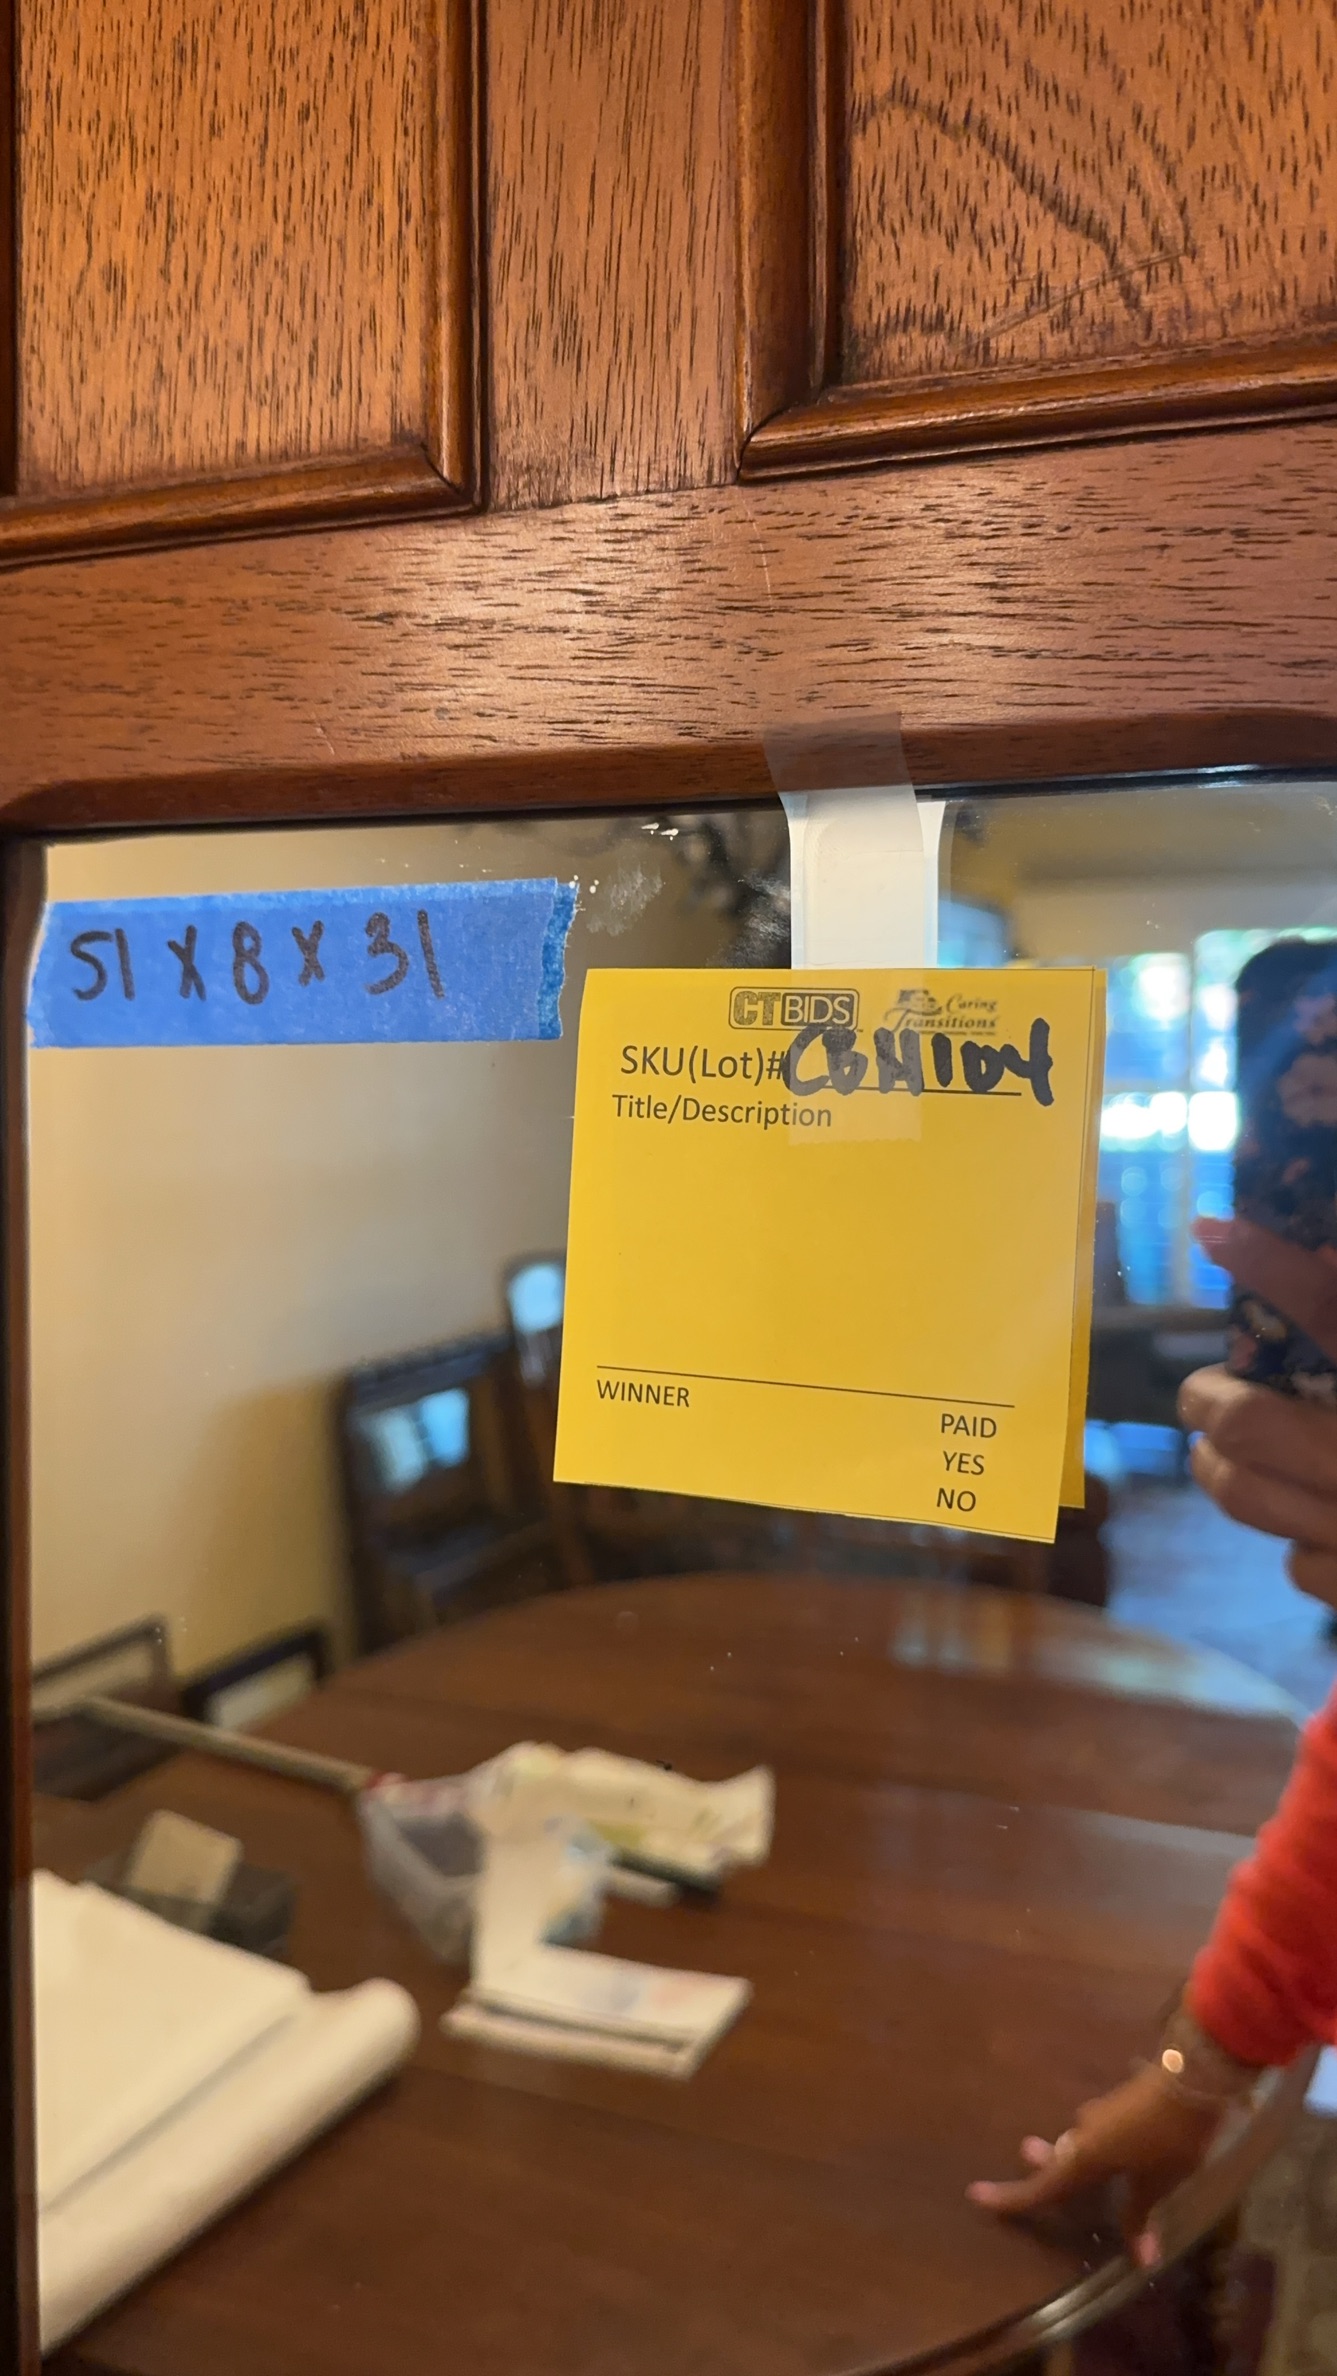 51 x 8 x 31
CTBIDS Caring Transitions
SKU(Lot)# CBH104
Title/Description
WINNER
PAID
YES
NO